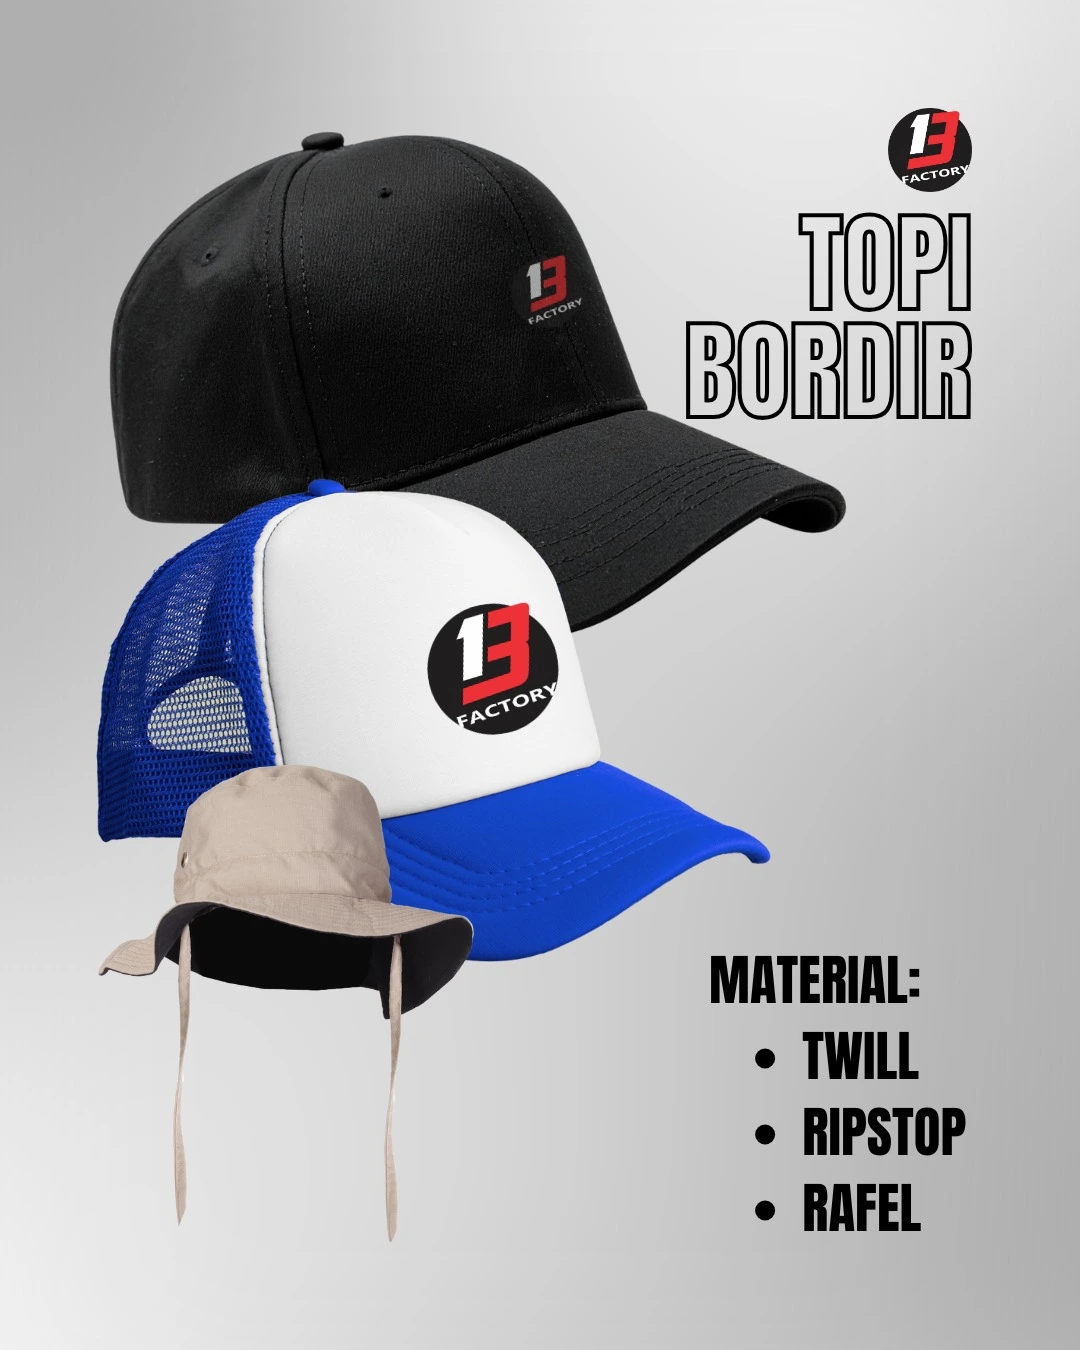 13
FACTORY
TOPI
BORDIR
13
FACTORY
13
FACTORY
MATERIAL:
• TWILL
• RIPSTOP
• RAFEL